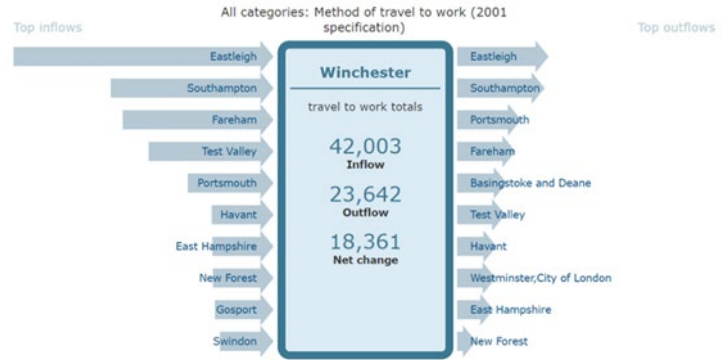 All categories: Method of travel to work (2001
specification)
Top inflows
Top outflows
Eastleigh
Southampton
Fareham
Test Valley
Portsmouth
Havant
East Hampshire
New Forest
Gosport
Swindon
Winchester
travel to work totals
42,003
Inflow
23,642
Outflow
18,361
Net change
Eastleigh
Southampton
Portsmouth
Fareham
Basingstoke and Deane
Test Valley
Havant
Westminster,City of London
East Hampshire
New Forest